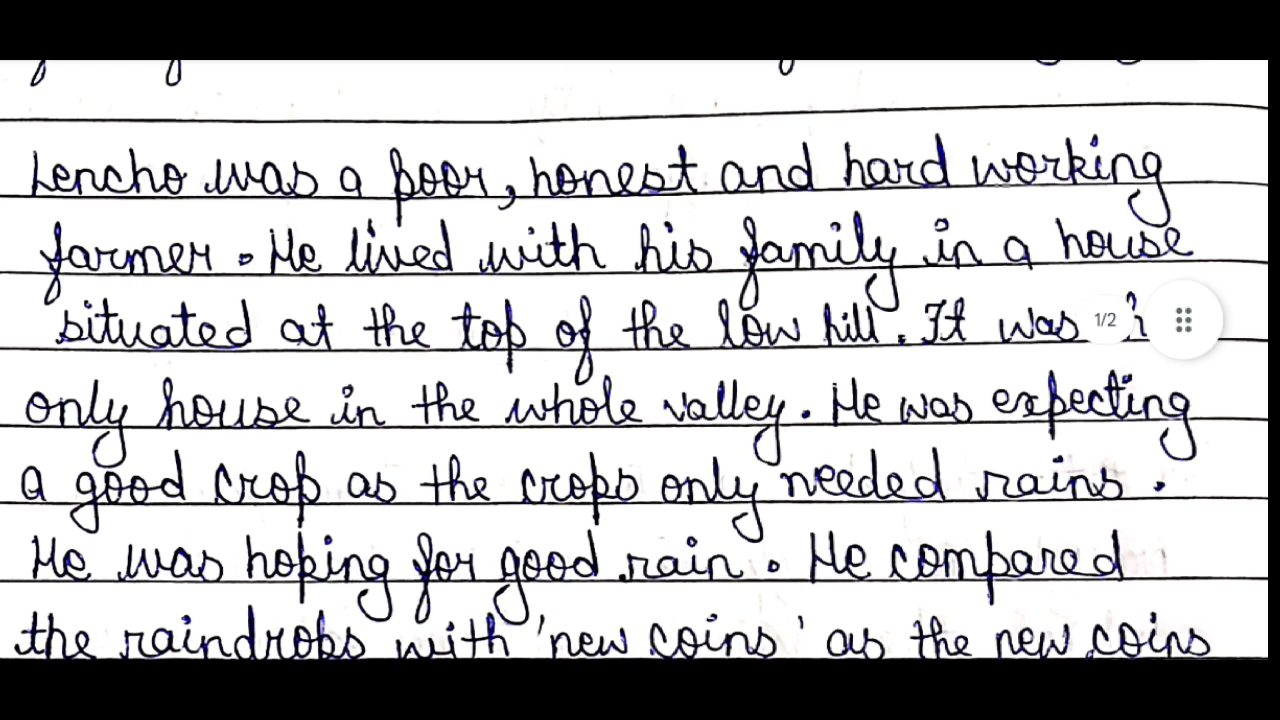 Lencho was a poor, honest and hard working
farmer. He lived with his family in a house
situated at the top of the low hill. It was
1/2
only house in the whole valley. He was expecting
a good crop as the crops only needed rains.
He was hoping for good rain. He compared
the raindrops with 'new coins' as the new coins